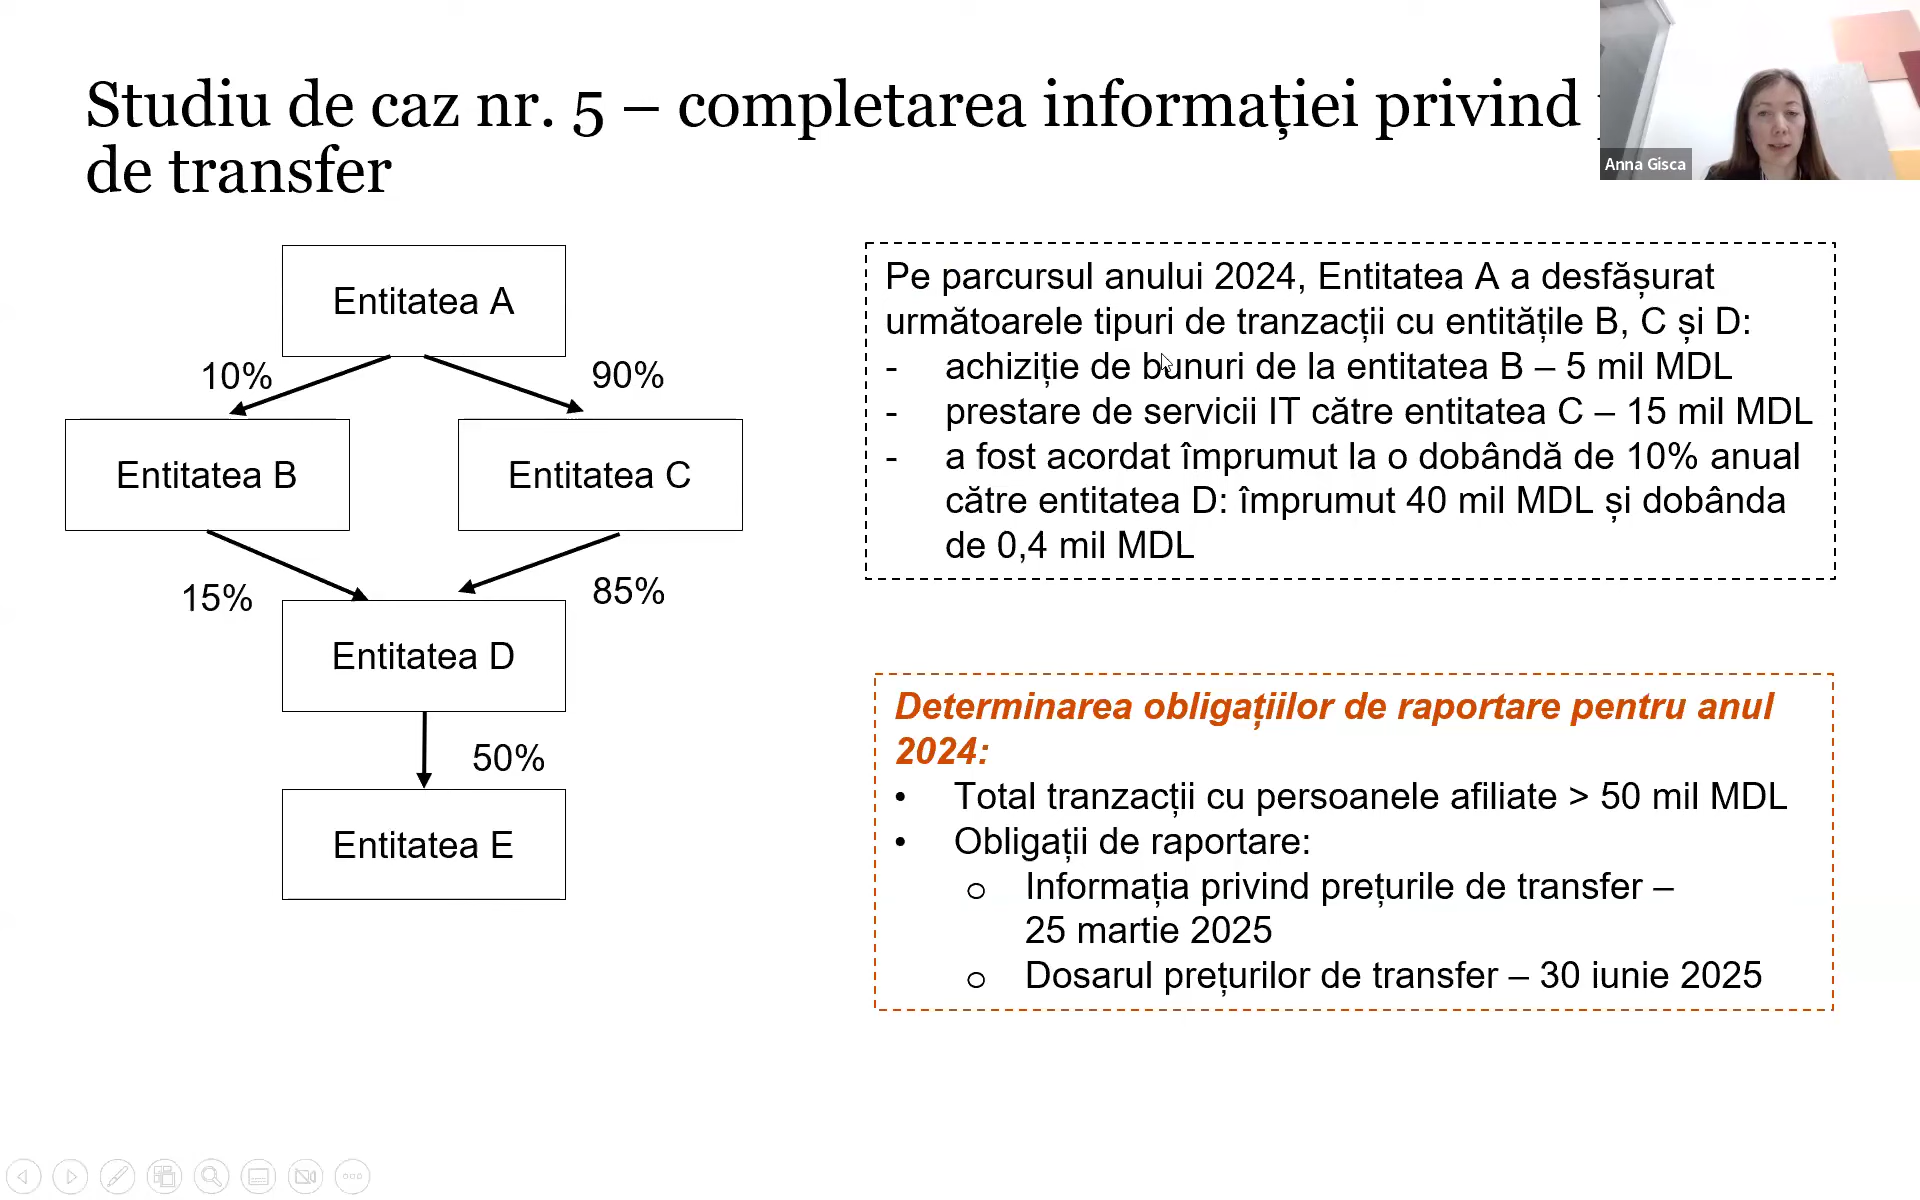 Studiu de caz nr. 5 – completarea informației privind
de transfer
Anna Gisca
Entitatea A
10%
90%
Entitatea B
Entitatea C
15%
85%
Entitatea D
50%
Entitatea E
Pe parcursul anului 2024, Entitatea A a desfășurat
următoarele tipuri de tranzacții cu entitățile B, C și D:
- achiziție de bunuri de la entitatea B – 5 mil MDL
- prestare de servicii IT către entitatea C – 15 mil MDL
- a fost acordat împrumut la o dobândă de 10% anual
către entitatea D: împrumut 40 mil MDL și dobânda
de 0,4 mil MDL
Determinarea obligațiilor de raportare pentru anul
2024:
• Total tranzacții cu persoanele afiliate > 50 mil MDL
• Obligații de raportare:
o Informația privind prețurile de transfer –
25 martie 2025
o Dosarul prețurilor de transfer – 30 iunie 2025